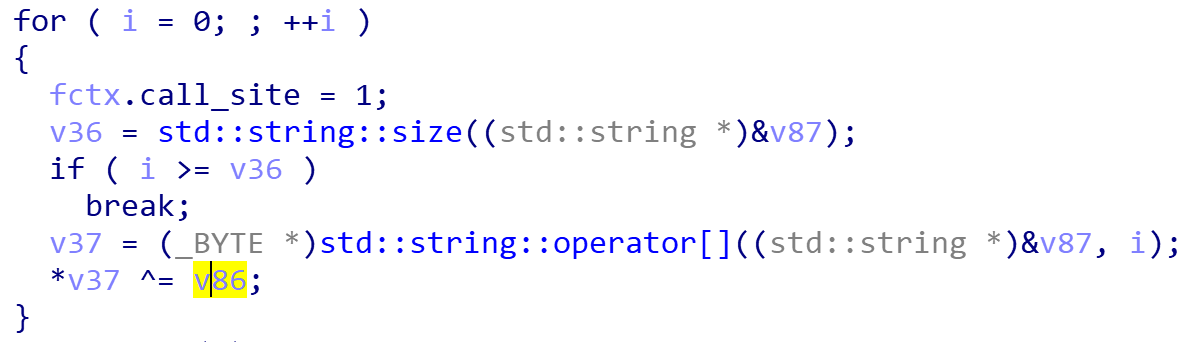 for ( i = 0; ; ++i )
{
  fctx.call_site = 1;
  v36 = std::string::size((std::string *)&v87);
  if ( i >= v36 )
    break;
  v37 = (_BYTE *)std::string::operator[]((std::string *)&v87, i);
  *v37 ^= v86;
}